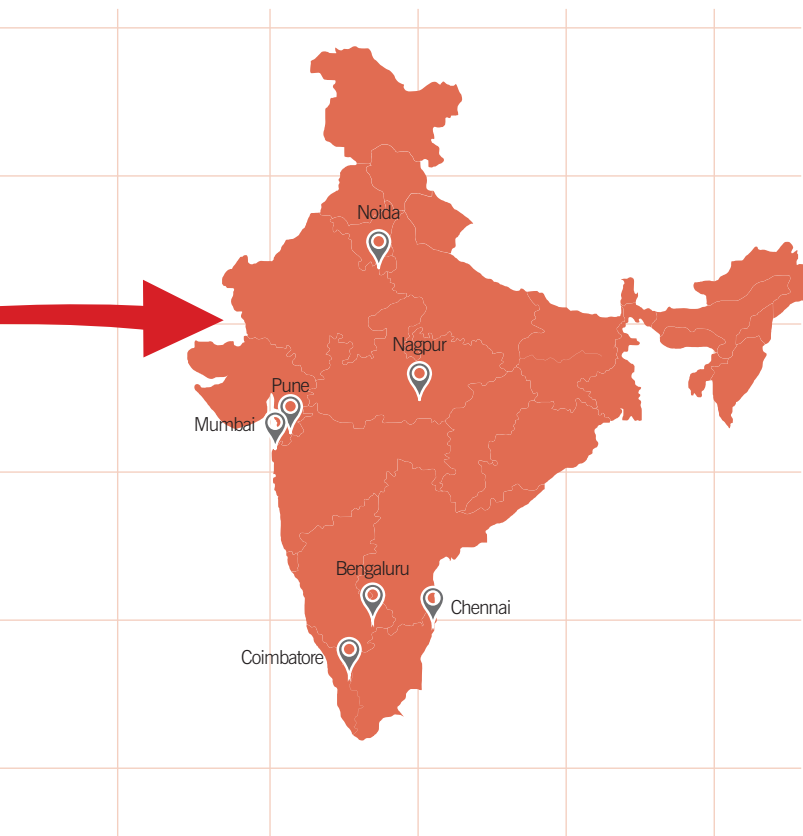 Noida
Nagpur
Pune
Mumbai
Bengaluru
Chennai
Coimbatore